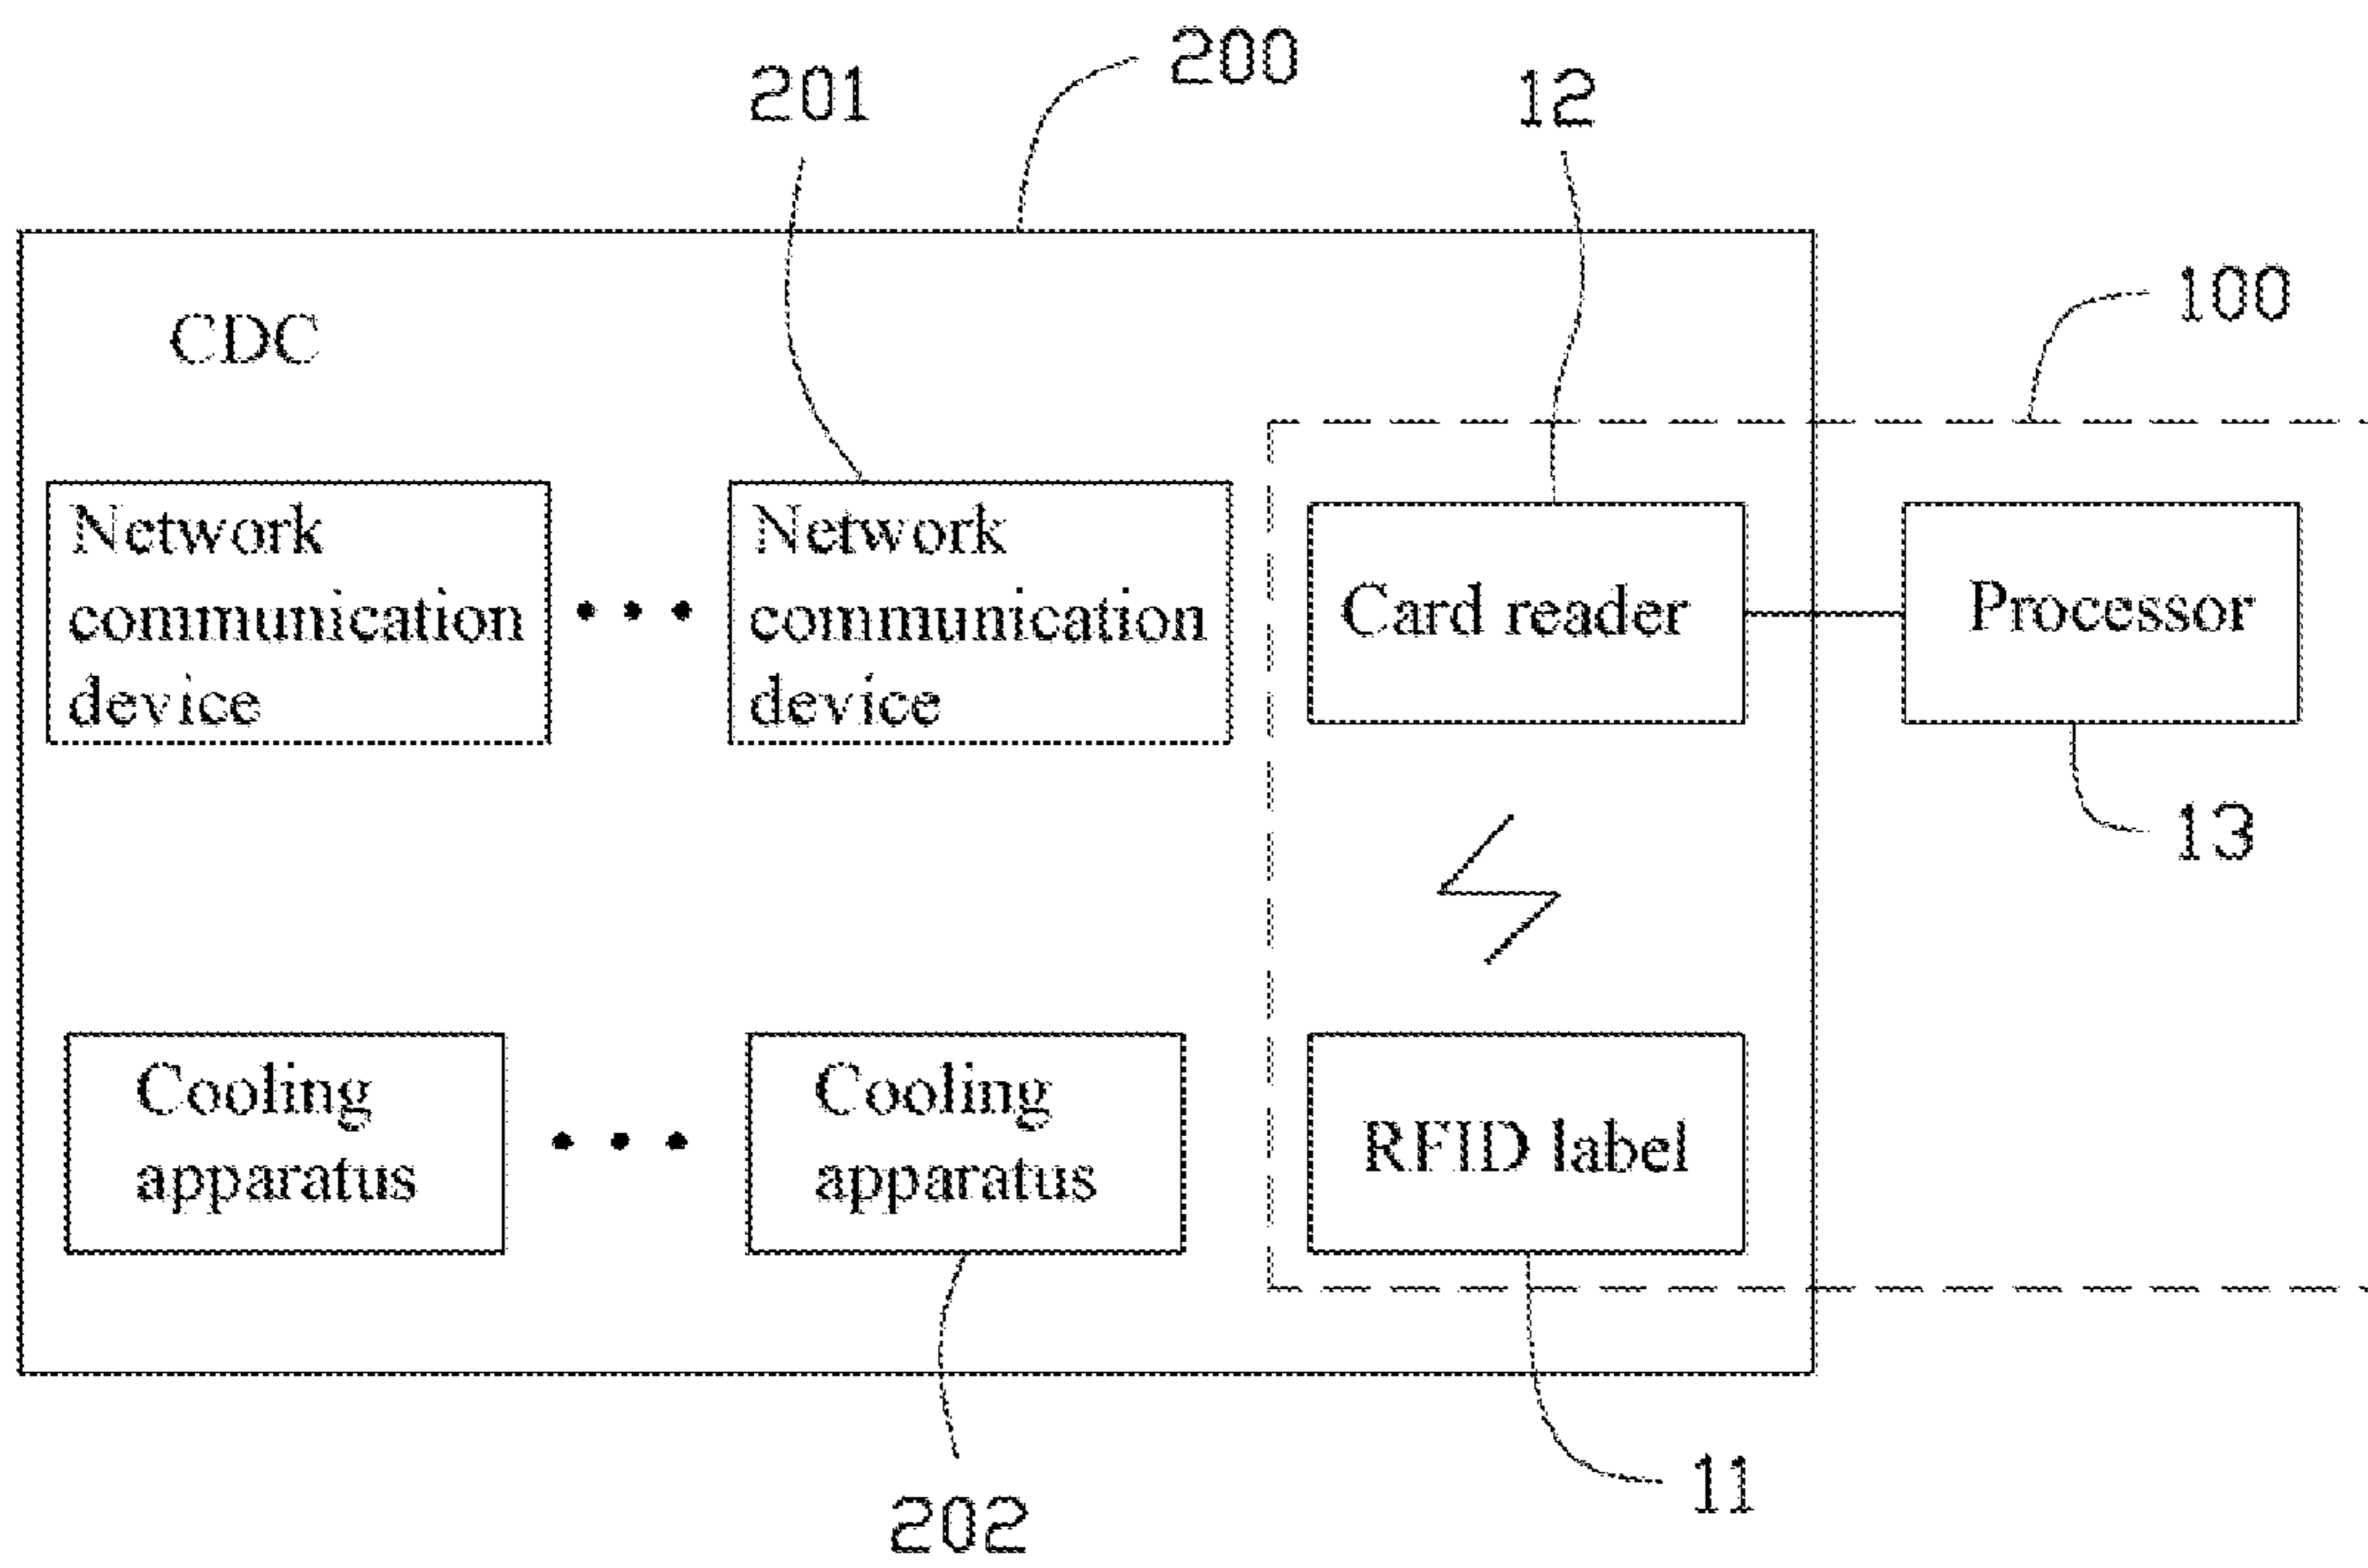 200
201
12
100
CDC
Network
communication
device
Network
communication
device
Card reader
Processor
13
Cooling
apparatus
Cooling
apparatus
RFID label
11
202